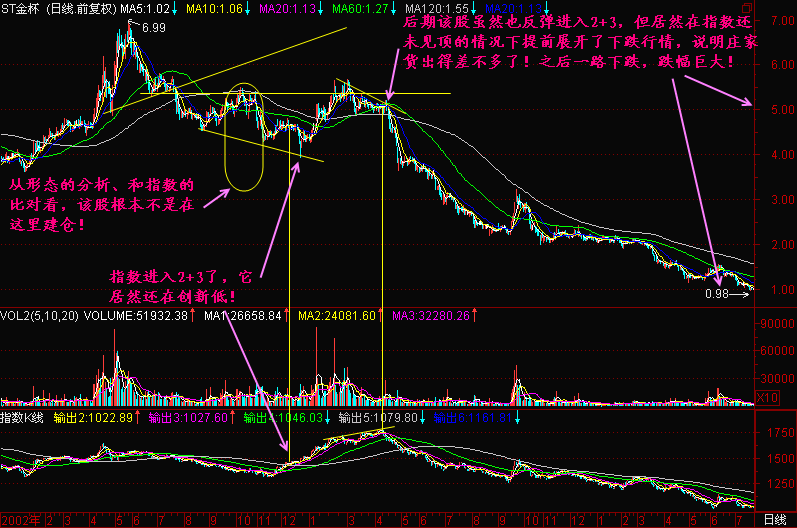 ST金杯 (日线.前复权) MA5:1.02↓ MA10:1.06↓ MA20:1.13↓ MA60:1.27↓ MA120:1.55↓ MA20:1.13↓
6.99
后期该股虽然也反弹进入2+3，但居然在指数还
未见顶的情况下提前展开了下跌行情，说明庄家
货出得差不多了！之后一路下跌，跌幅巨大！
7.00
6.00
5.00
4.00
3.00
2.00
1.00
从形态的分析、和指数的
比对看，该股根本不是在
这里建仓！
指数进入2+3了，它
居然还在创新低！
0.98
VOL2(5,10,20) VOLUME:51932.38↑ MA1:26658.84↑ MA2:24081.60↑ MA3:32280.26↑
90000
60000
30000
X10
指数K线 输出2:1022.89↑ 输出3:1027.60↑ 输出4:1046.03↓ 输出5:1079.80↓ 输出6:1161.01↓
1750
1500
1250
2002年 2 3 4 5 6 7 8 9 10 11 12 1 2 3 4 5 6 7 8 9 10 11 12 1 2 3 4 5 6 日线